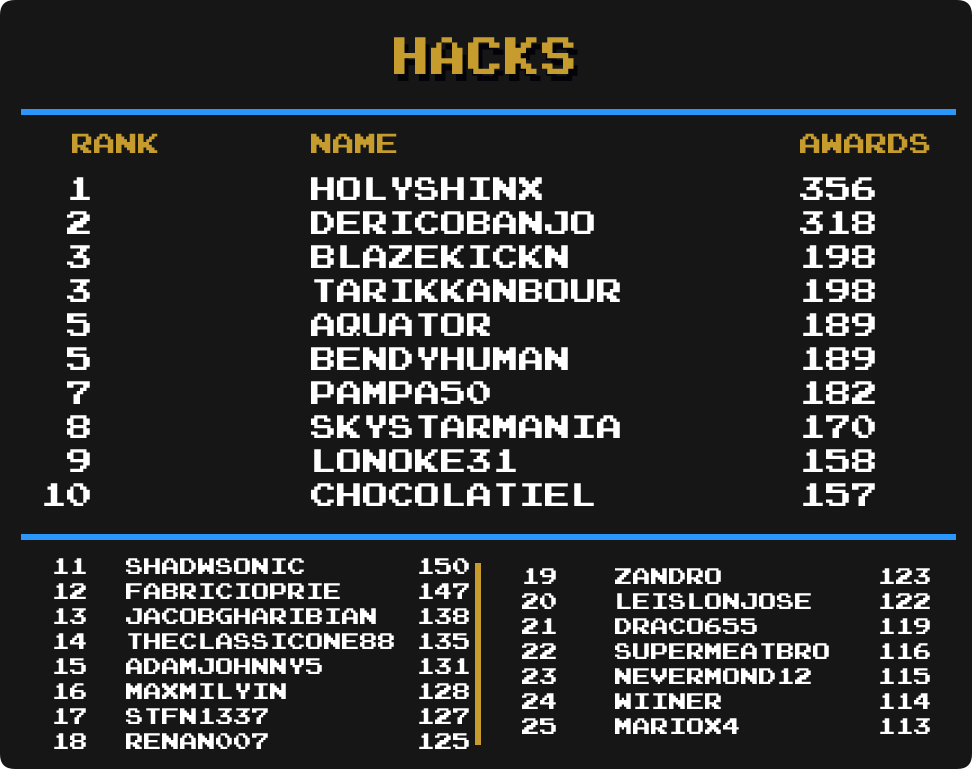 HACKS
RANK NAME AWARDS
1 HOLYSHINX 356
2 DERICOBANJO 318
3 BLAZEKICKN 198
3 TARIKKANBOUR 198
5 AQUATOR 189
5 BENDYHUMAN 189
7 PAMPA50 182
8 SKYSTARMANIA 170
9 LONOKE31 158
10 CHOCOLATIEL 157
11 SHADWSONIC 150
12 FABRICIOPRIE 147
13 JACOBGHARIBIAN 138
14 THECLASSICONE88 135
15 ADAMJOHNNY5 131
16 MAXMILYIN 128
17 STFN1337 127
18 RENAN007 125
19 ZANDRO 123
20 LEISLONJOSE 122
21 DRACO655 119
22 SUPERMEATBRO 116
23 NEVERMOND12 115
24 WIINER 114
25 MARIOX4 113